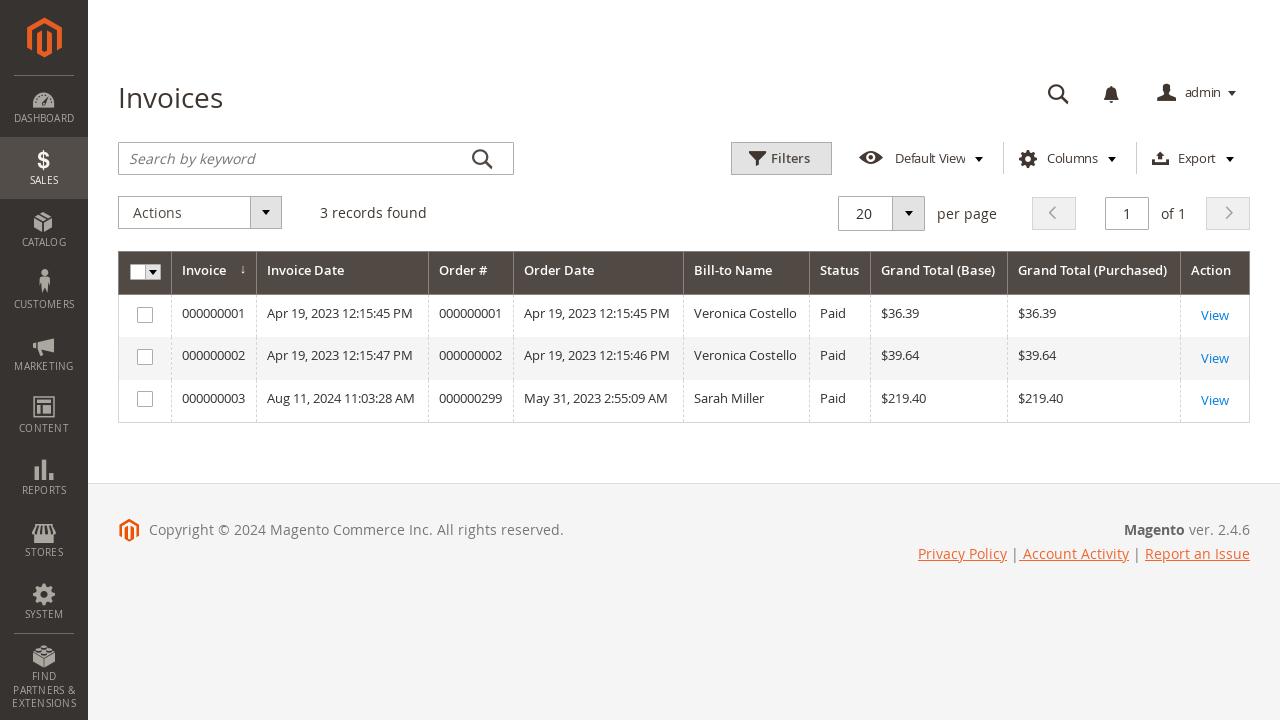 DASHBOARD
SALES
CATALOG
CUSTOMERS
MARKETING
CONTENT
REPORTS
STORES
SYSTEM
FIND
PARTNERS &
EXTENSIONS
Invoices
admin
Search by keyword
Filters
Default View
Columns
Export
Actions
3 records found
20
per page
1
of 1
Invoice ↓ Invoice Date Order # Order Date Bill-to Name Status Grand Total (Base) Grand Total (Purchased) Action
000000001 Apr 19, 2023 12:15:45 PM 000000001 Apr 19, 2023 12:15:45 PM Veronica Costello Paid $36.39 $36.39 View
000000002 Apr 19, 2023 12:15:47 PM 000000002 Apr 19, 2023 12:15:46 PM Veronica Costello Paid $39.64 $39.64 View
000000003 Aug 11, 2024 11:03:28 AM 000000299 May 31, 2023 2:55:09 AM Sarah Miller Paid $219.40 $219.40 View
Copyright © 2024 Magento Commerce Inc. All rights reserved.
Magento ver. 2.4.6
Privacy Policy | Account Activity | Report an Issue